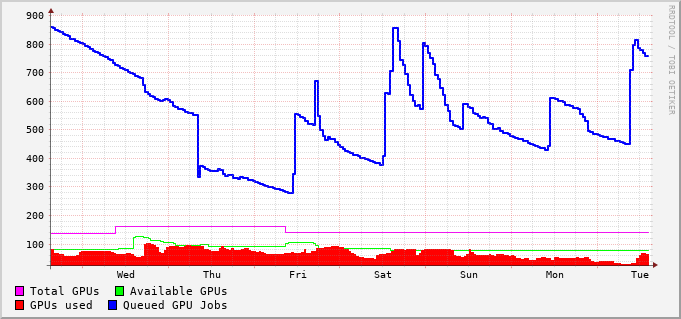 900
800
700
600
500
400
300
200
100
Wed Thu Fri Sat Sun Mon Tue
Total GPUs Available GPUs
GPUs used Queued GPU Jobs
RRDTOOL / TOBI OETIKER